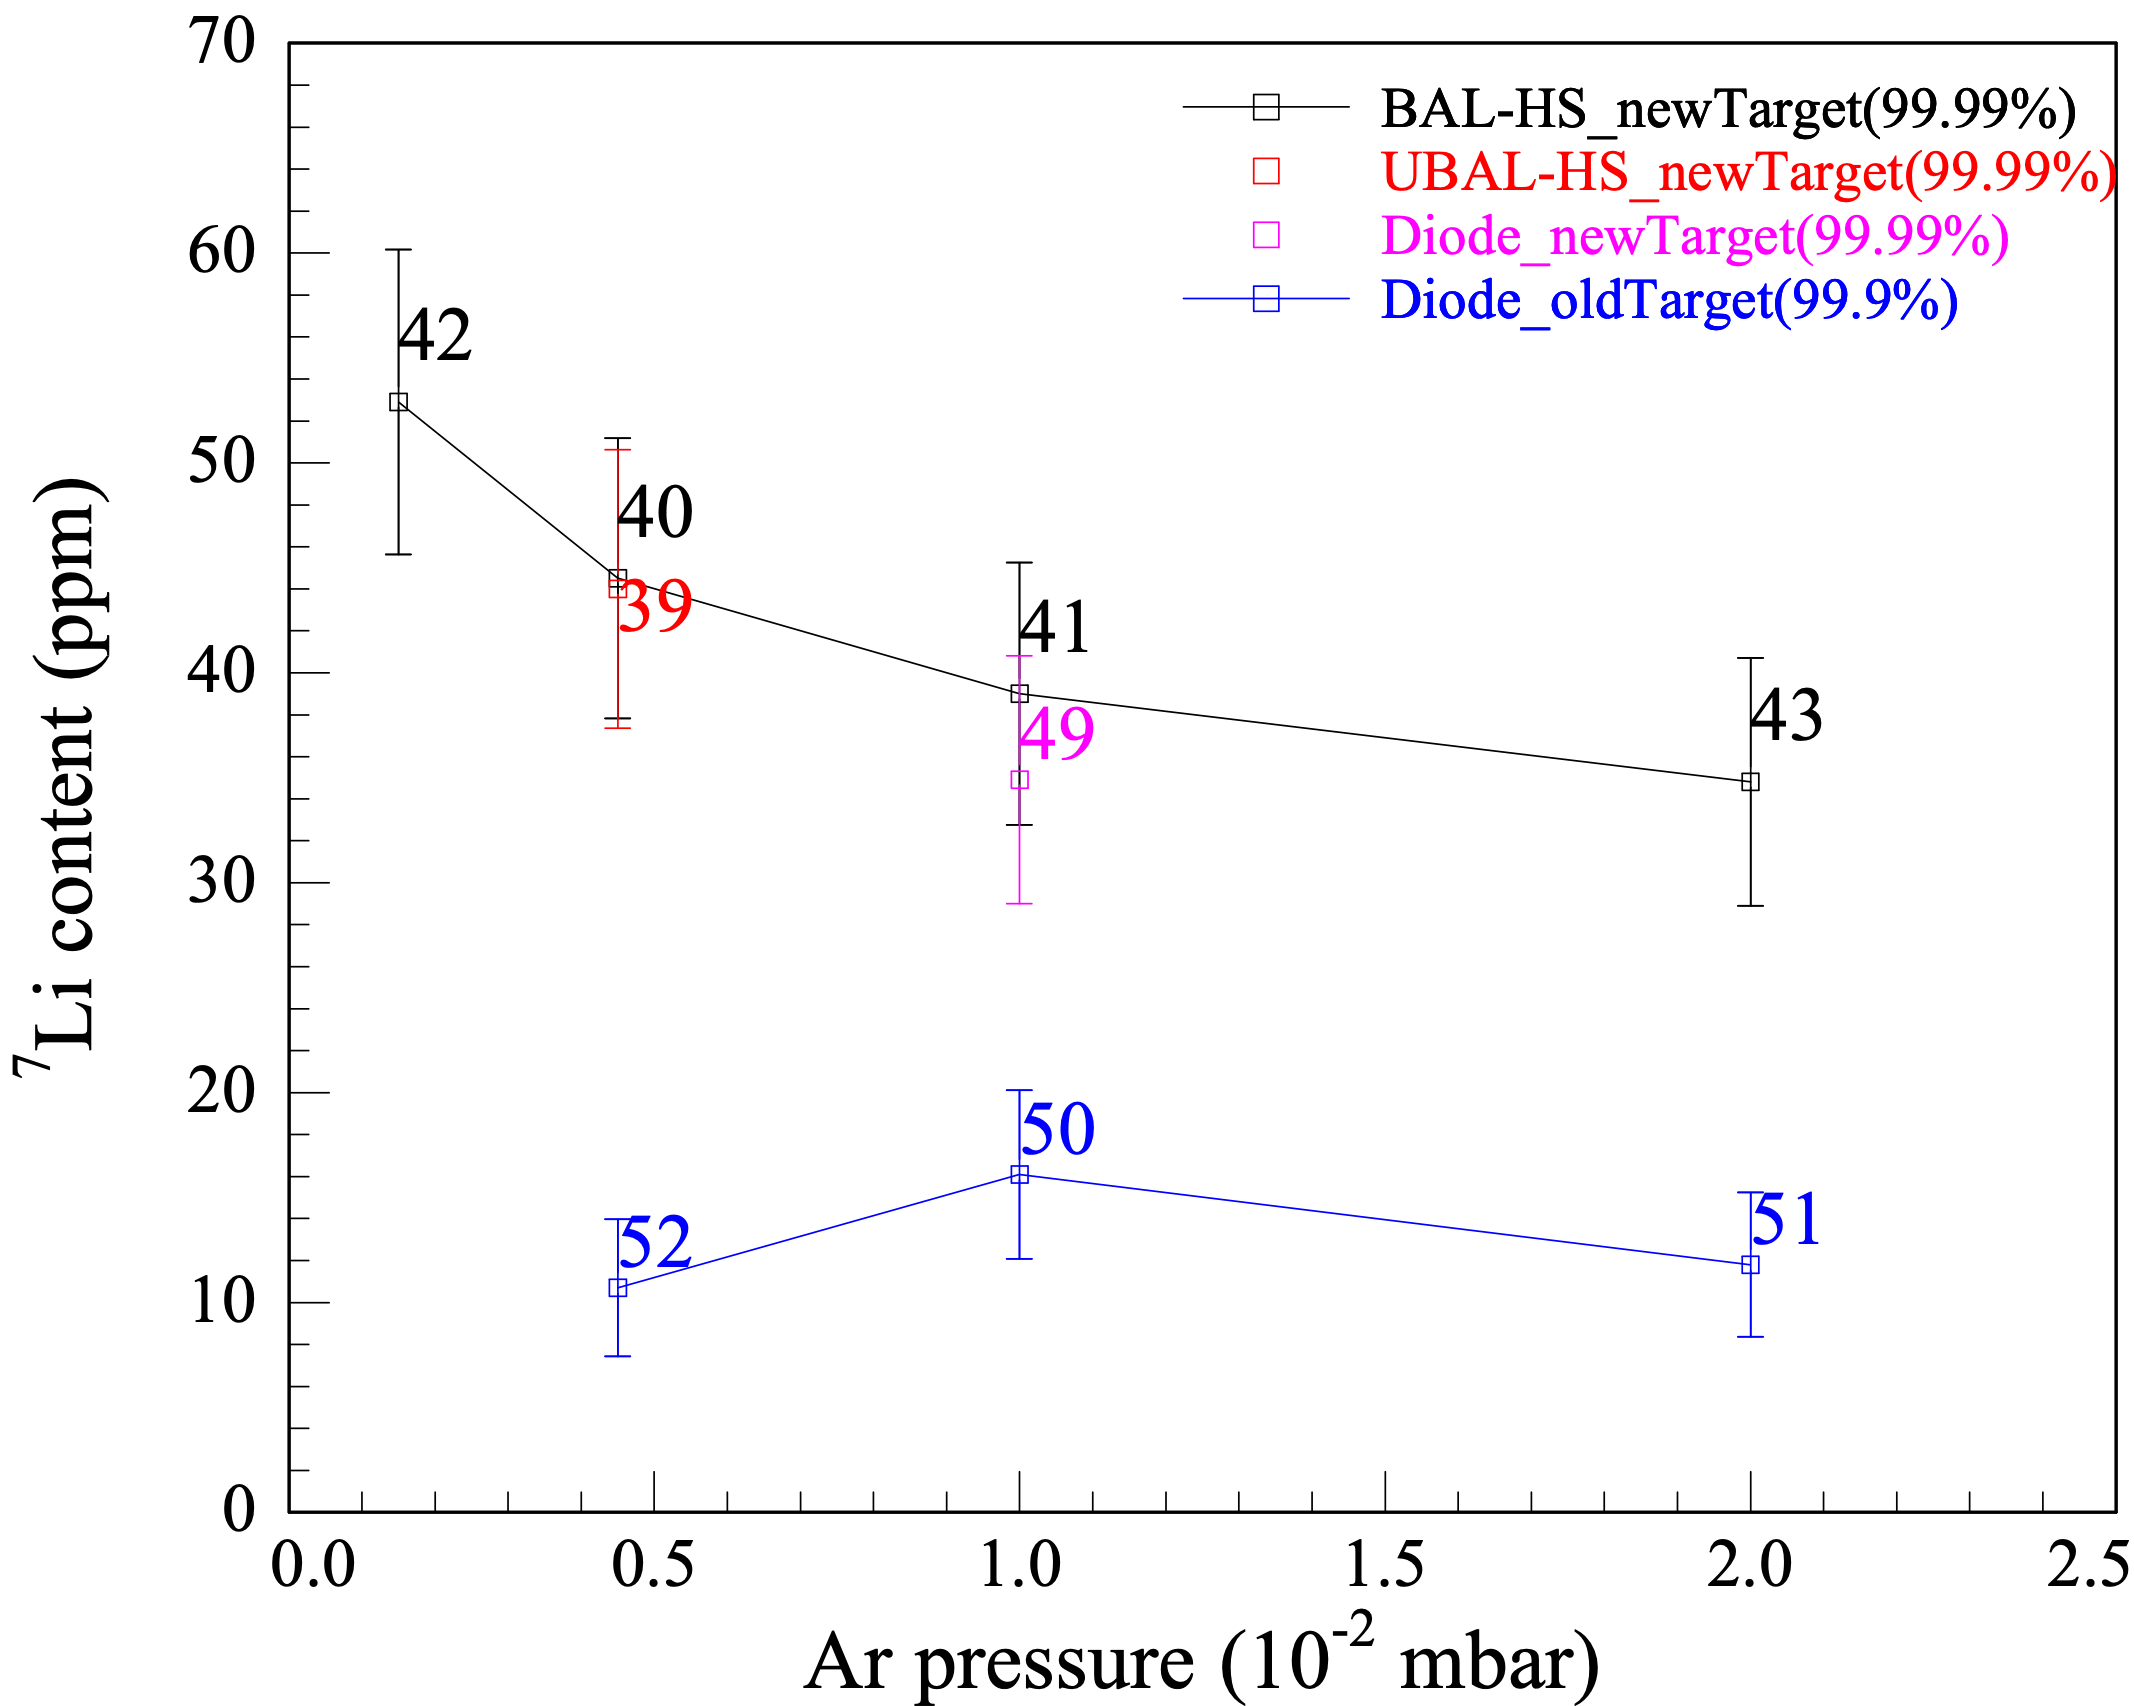 70
BAL-HS_newTarget(99.99%)
UBAL-HS_newTarget(99.99%)
Diode_newTarget(99.99%)
Diode_oldTarget(99.9%)
60
42
50
40
39
41
40
49
43
30
20
50
52
51
10
0
0.0 0.5 1.0 1.5 2.0 2.5
Ar pressure (10⁻² mbar)
⁷Li content (ppm)